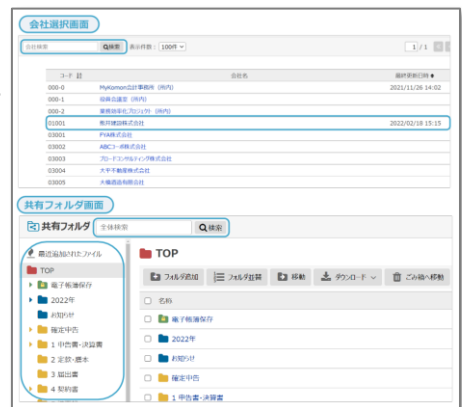 会社選択画面
会社検索 検索 表示件数: 100件 1 / 1
コード 会社名 最終更新日時
000-0 MyKomon会計事務所 (所内) 2021/11/26 14:02
000-1 役員会議室 (所内)
000-2 業務効率化プロジェクト (所内)
01001 町井建設株式会社 2022/02/18 15:15
03001 PVA株式会社
03002 ABCコーポ株式会社
03003 ブロードコンサルティング株式会社
03004 太平不動産株式会社
03005 大橋酒造有限会社
共有フォルダ画面
共有フォルダ 全体検索 検索
最近追加されたファイル
TOP
電子帳簿保存
2022年
お知らせ
確定申告
1 申告書・決算書
2 定款・謄本
3 届出書
4 契約書
TOP
フォルダ追加 フォルダ並替 移動 ダウンロード ごみ箱へ移動
名称
電子帳簿保存
2022年
お知らせ
確定申告
1 申告書・決算書